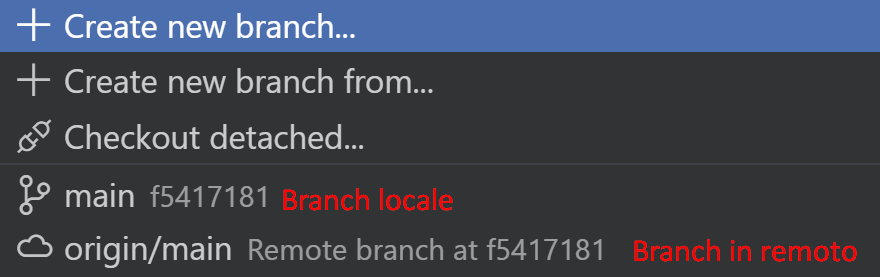 Create new branch...
Create new branch from...
Checkout detached...
main f5417181 Branch locale
origin/main Remote branch at f5417181 Branch in remoto